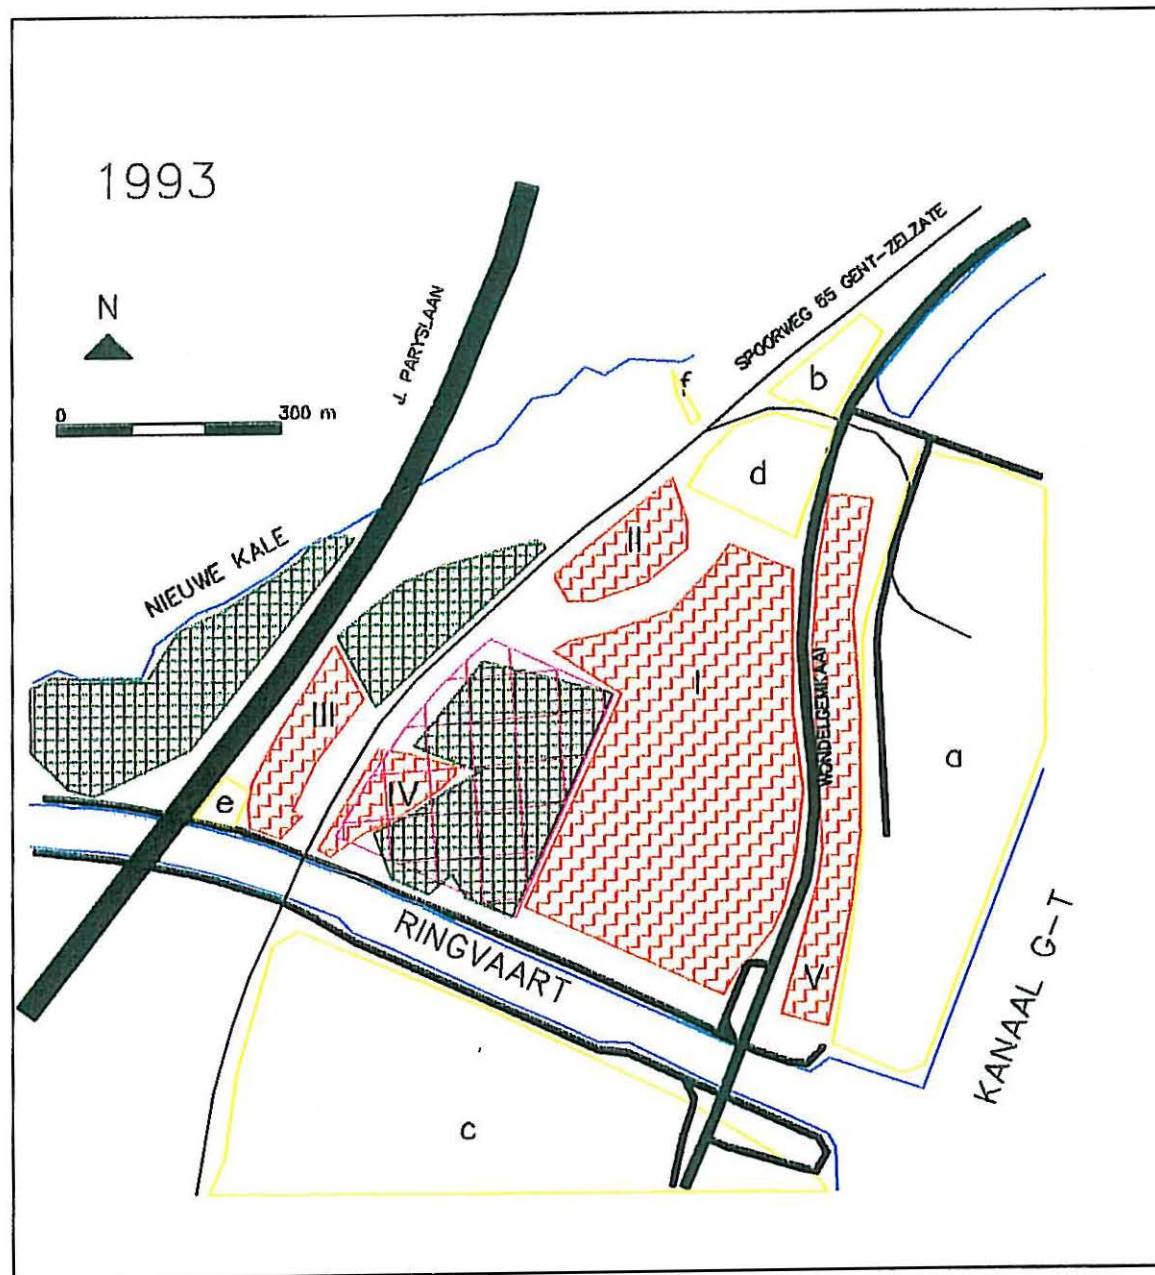 1993
N
0 300 m
J. PARYSLAAN
SPOORWEG 65 GENT-ZELZATE
NIEUWE KALE
f
b
d
II
I
III
IV
e
a
WONDELGEMKAAI
V
RINGVAART
KANAAL G-T
c